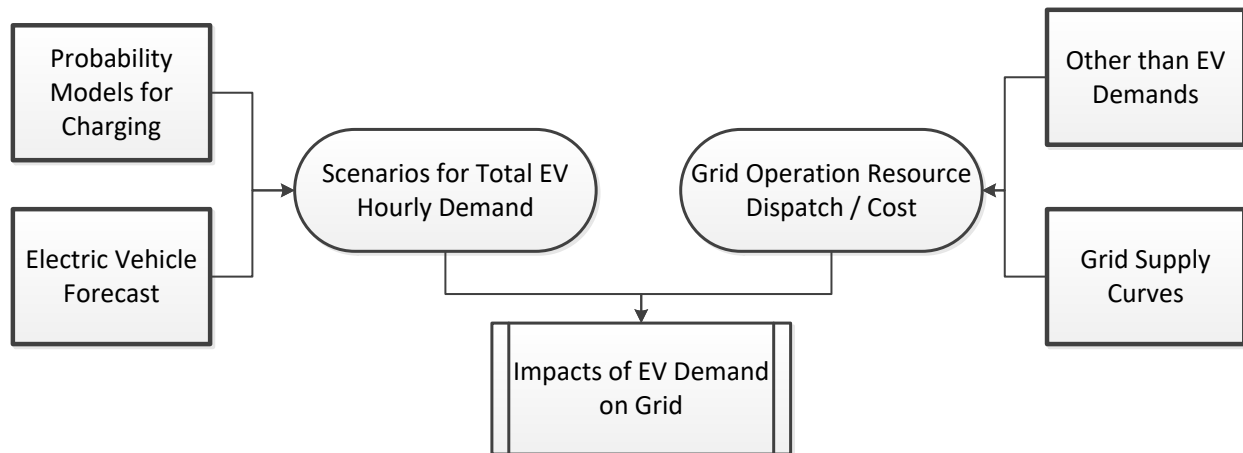 Probability
Models for
Charging
Electric Vehicle
Forecast
Scenarios for Total EV
Hourly Demand
Grid Operation Resource
Dispatch / Cost
Other than EV
Demands
Grid Supply
Curves
Impacts of EV Demand
on Grid